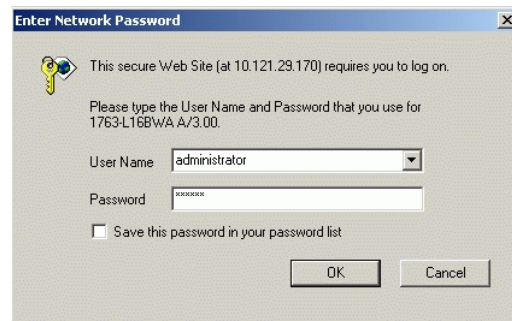 Enter Network Password
This secure Web Site (at 10.121.29.170) requires you to log on.
Please type the User Name and Password that you use for
1763-L16BWA A/3.00.
User Name administrator
Password xxxxxx
Save this password in your password list
OK Cancel